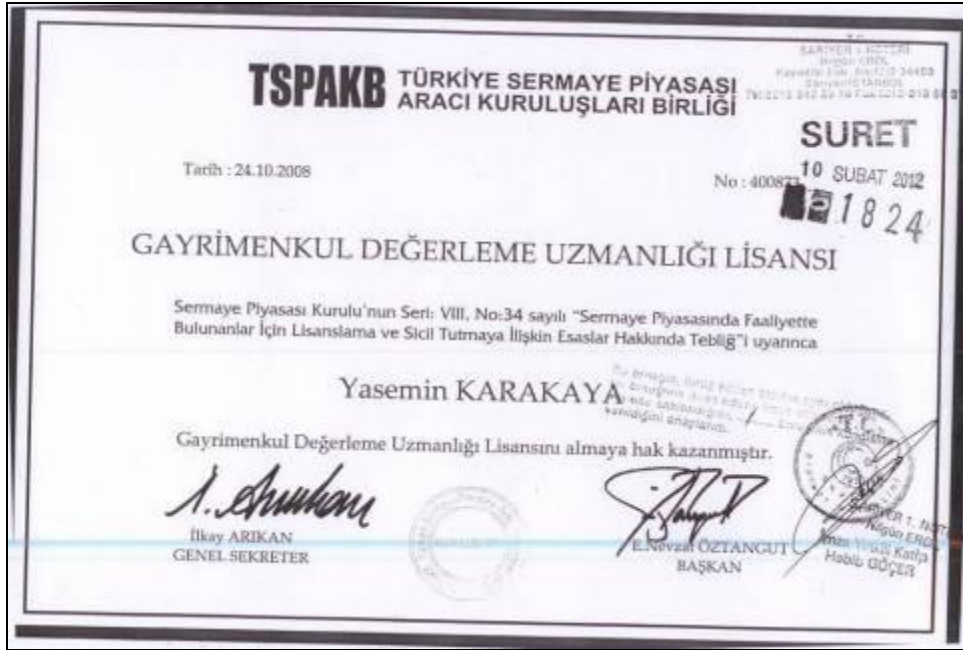 TSPAKB TÜRKİYE SERMAYE PİYASASI
ARACI KURULUŞLARI BİRLİĞİ
SURET
Tarih : 24.10.2008
No : 400873
10 ŞUBAT 2012
1824
GAYRİMENKUL DEĞERLEME UZMANLIĞI LİSANSI
Sermaye Piyasası Kurulu'nun Seri: VIII, No:34 sayılı "Sermaye Piyasasında Faaliyette
Bulunanlar İçin Lisanslama ve Sicil Tutmaya İlişkin Esaslar Hakkında Tebliğ"i uyarınca
Yasemin KARAKAYA
Gayrimenkul Değerleme Uzmanlığı Lisansını almaya hak kazanmıştır.
İlkay ARIKAN
GENEL SEKRETER
E.Nevzat ÖZTANGUT
BAŞKAN
Habib GÖÇER